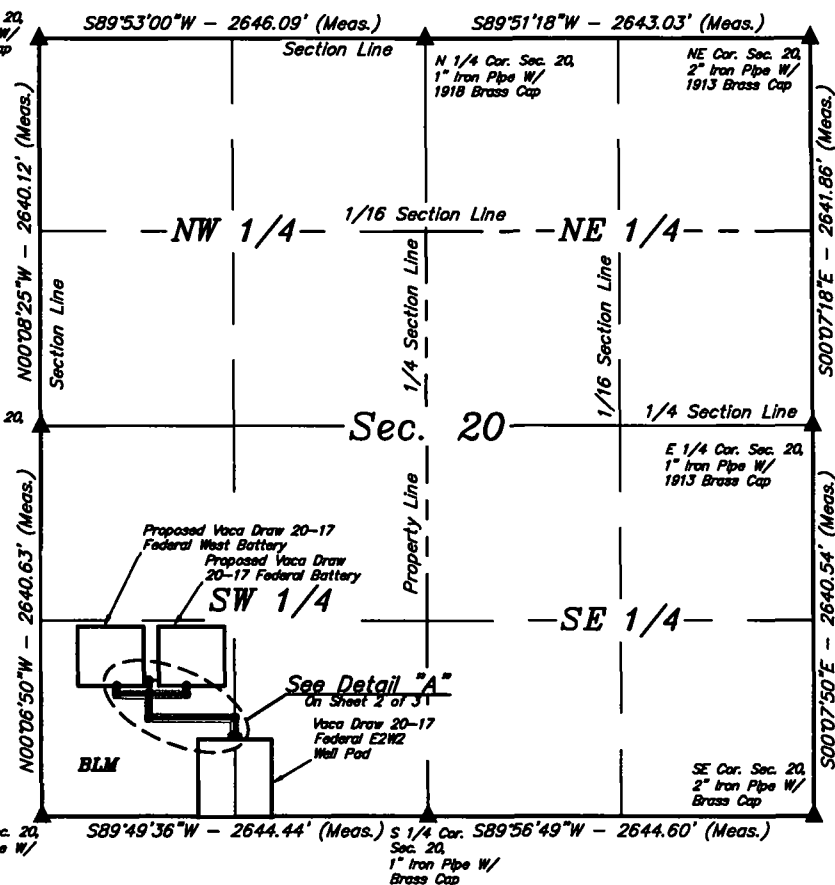 20,
W/
S89°53'00"W – 2646.09' (Meas.)
S89°51'18"W – 2643.03' (Meas.)
Section Line
N 1/4 Cor. Sec. 20,
1" Iron Pipe W/
1918 Brass Cap
NE Cor. Sec. 20,
2" Iron Pipe W/
1913 Brass Cap
N00°08'25"W – 2640.12' (Meas.)
Section Line
NW 1/4
1/16 Section Line
NE 1/4
S00°07'18"E – 2641.86' (Meas.)
1/4 Section Line
1/16 Section Line
20,
Sec. 20
1/4 Section Line
E 1/4 Cor. Sec. 20,
1" Iron Pipe W/
1913 Brass Cap
N00°06'50"W – 2640.63' (Meas.)
Property Line
Proposed Vaca Draw 20–17
Federal West Battery
Proposed Vaca Draw
20–17 Federal Battery
SW 1/4
SE 1/4
S00°07'50"E – 2640.54' (Meas.)
See Detail "A"
On Sheet 2 of 3
Vaca Draw 20–17
Federal E2W2
Well Pad
BLM
SE Cor. Sec. 20,
2" Iron Pipe W/
Brass Cap
20,
W/
S89°49'36"W – 2644.44' (Meas.)
S 1/4 Cor.
Sec. 20,
1" Iron Pipe W/
Brass Cap
S89°56'49"W – 2644.60' (Meas.)